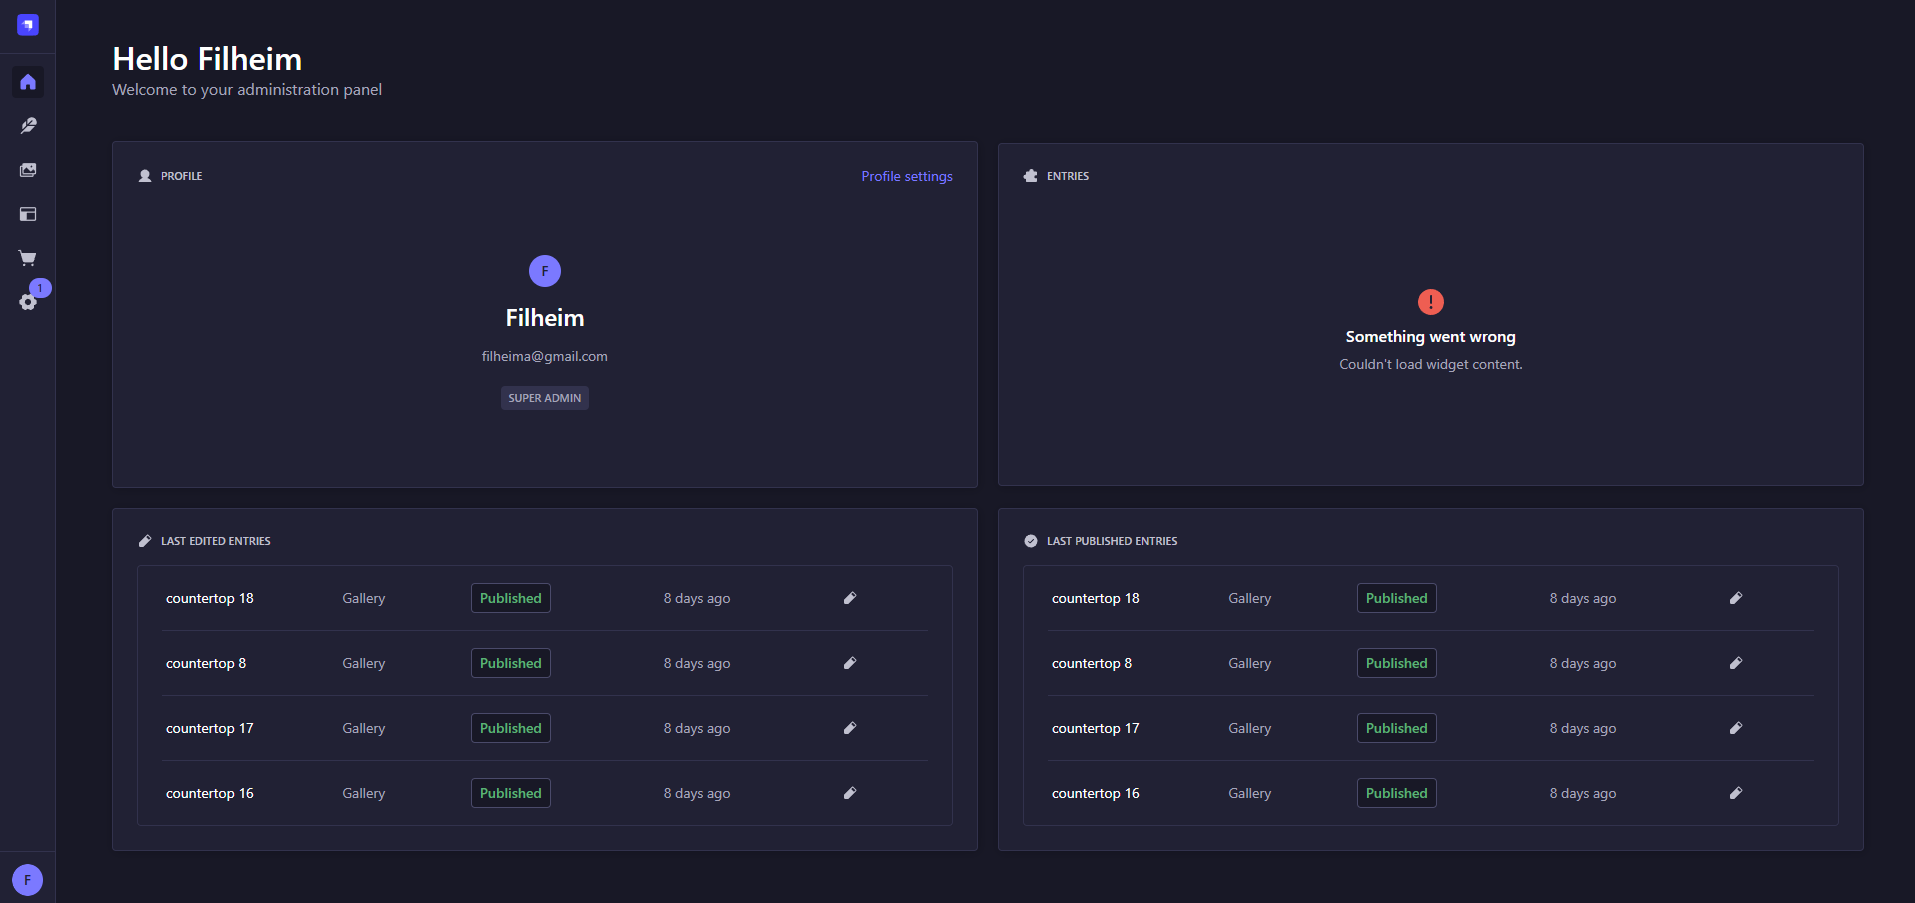 Hello Filheim
Welcome to your administration panel
PROFILE
Profile settings
F
Filheim
filheima@gmail.com
SUPER ADMIN
ENTRIES
!
Something went wrong
Couldn't load widget content.
LAST EDITED ENTRIES
countertop 18 Gallery Published 8 days ago
countertop 8 Gallery Published 8 days ago
countertop 17 Gallery Published 8 days ago
countertop 16 Gallery Published 8 days ago
LAST PUBLISHED ENTRIES
countertop 18 Gallery Published 8 days ago
countertop 8 Gallery Published 8 days ago
countertop 17 Gallery Published 8 days ago
countertop 16 Gallery Published 8 days ago
1
F